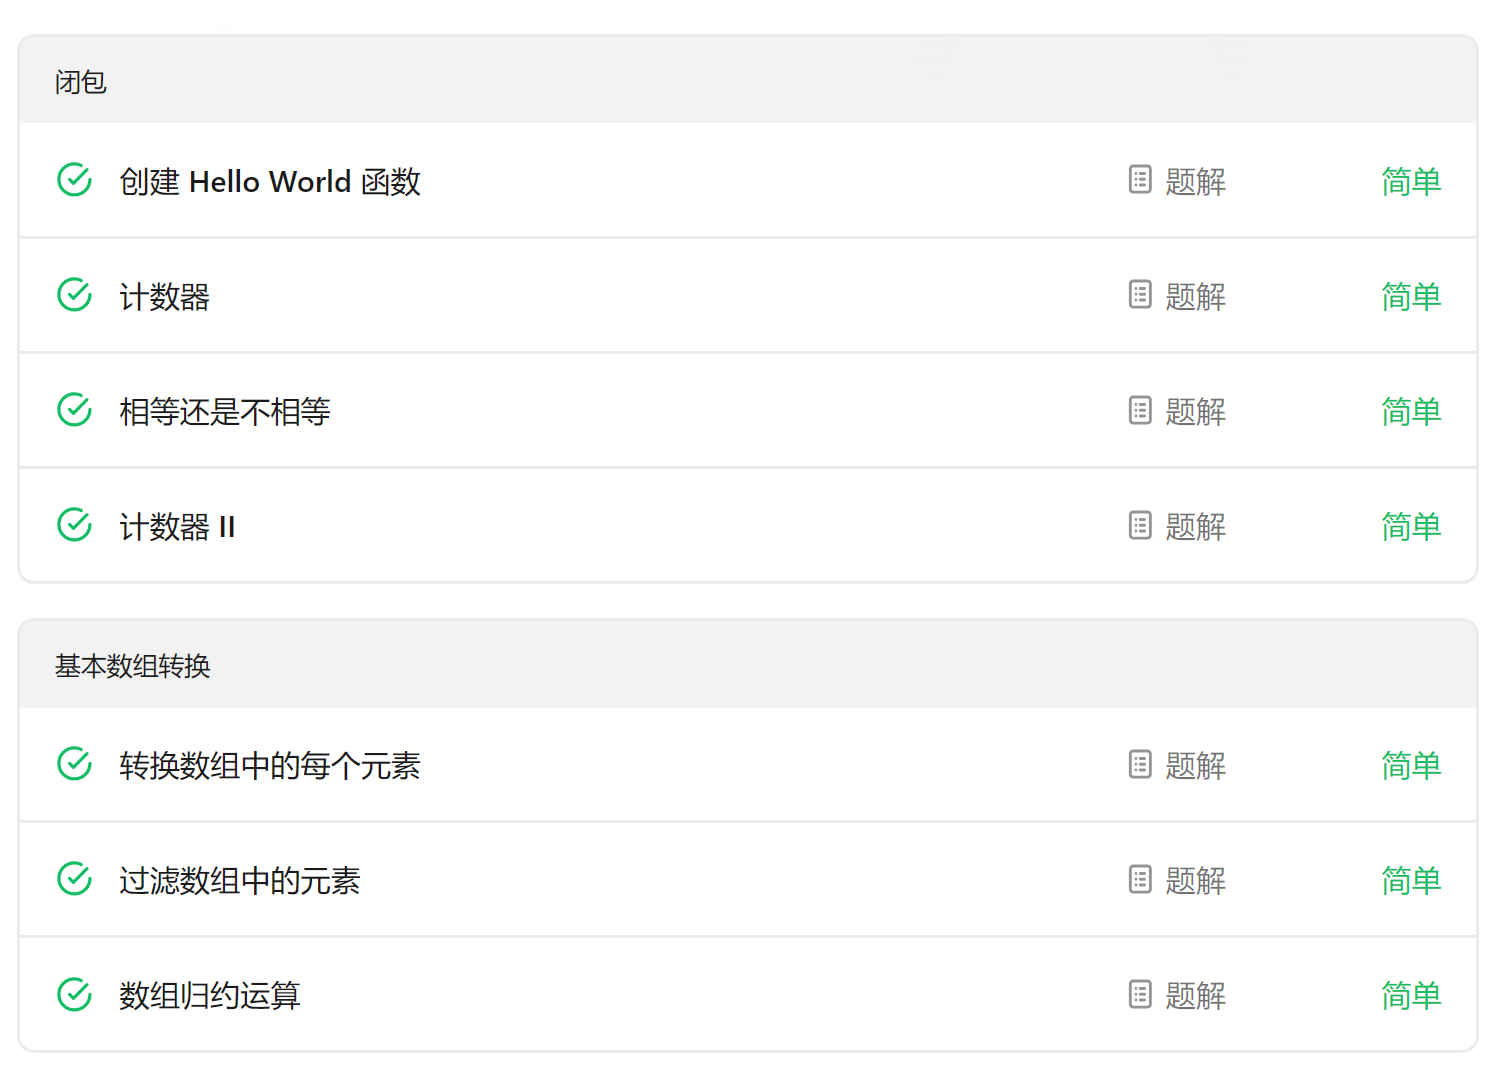 闭包
创建 Hello World 函数 题解 简单
计数器 题解 简单
相等还是不相等 题解 简单
计数器 II 题解 简单
基本数组转换
转换数组中的每个元素 题解 简单
过滤数组中的元素 题解 简单
数组归约运算 题解 简单